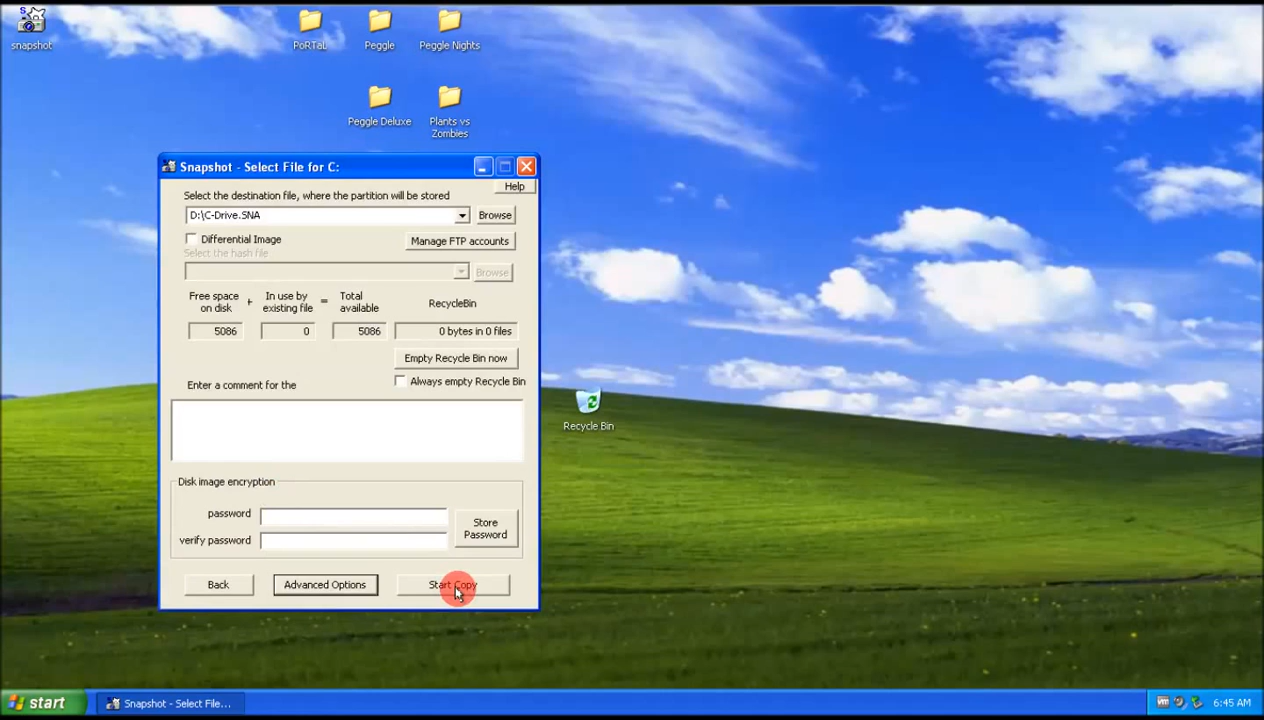 snapshot
PoRTaL
Peggle
Peggle Nights
Peggle Deluxe
Plants vs
Zombies
Snapshot - Select File for C:
Help
Select the destination file, where the partition will be stored
D:\C-Drive.SNA
Browse
Differential Image
Manage FTP accounts
Select the hash file
Browse
Free space
on disk
+
In use by
existing file
=
Total
available
RecycleBin
5086
0
5086
0 bytes in 0 files
Empty Recycle Bin now
Enter a comment for the
Always empty Recycle Bin
Recycle Bin
Disk image encryption
password
verify password
Store
Password
Back
Advanced Options
Start Copy
start
Snapshot - Select File...
6:45 AM